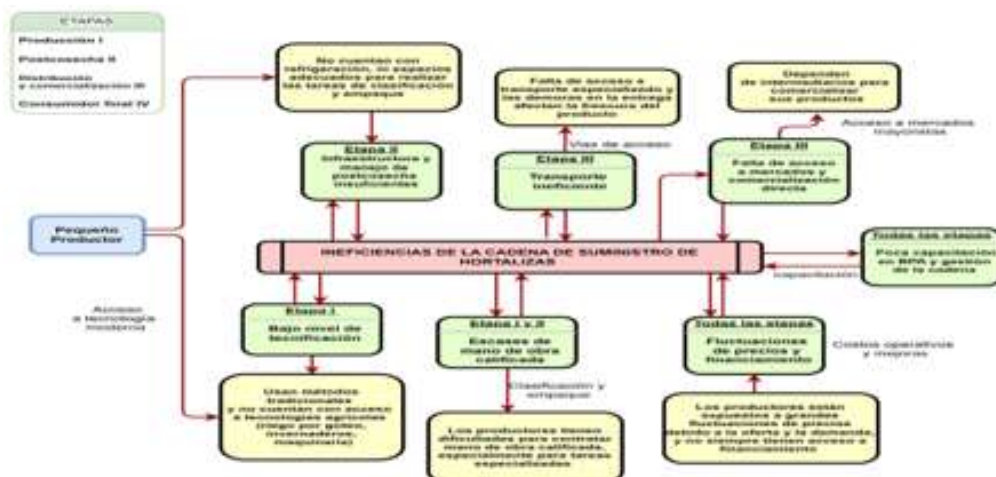 ETAPAS
Producción I
Postcosecha II
Distribución
y comercialización III
Consumidor final IV
No cuentan con
refrigeración, ni espacios
adecuados para realizar
las tareas de clasificación
y empaque
Falta de acceso a
transporte especializado y
las demoras en la entrega
afectan la frescura del
producto
Dependen
de intermediarios para
comercializar
sus productos
Vías de acceso
Acceso a mercados
mayoristas
Etapa II
Infraestructura y
manejo de
postcosecha
insuficientes
Etapa III
Transporte
ineficiente
Etapa III
Falta de acceso
a mercados y
comercialización
directa
Pequeño
Productor
INEFICIENCIAS DE LA CADENA DE SUMINISTRO DE
HORTALIZAS
Todas las etapas
Poca capacitación
en BPA y gestión
de la cadena
capacitación
Acceso
a tecnología
moderna
Etapa I
Bajo nivel de
tecnificación
Etapa I y II
Escases de
mano de obra
calificada
Todas las etapas
Fluctuaciones
de precios y
financiamiento
Costos operativos
y mejoras
Clasificación y
empaque
Usan métodos
tradicionales
y no cuentan con acceso
a tecnologías agrícolas
(riego por goteo,
invernaderos,
maquinaria)
Los productores tienen
dificultades para contratar
mano de obra calificada,
especialmente para tareas
especializadas
Los productores están
expuestos a grandes
fluctuaciones de precios
debido a la oferta y la demanda,
y no siempre tienen acceso a
financiamiento